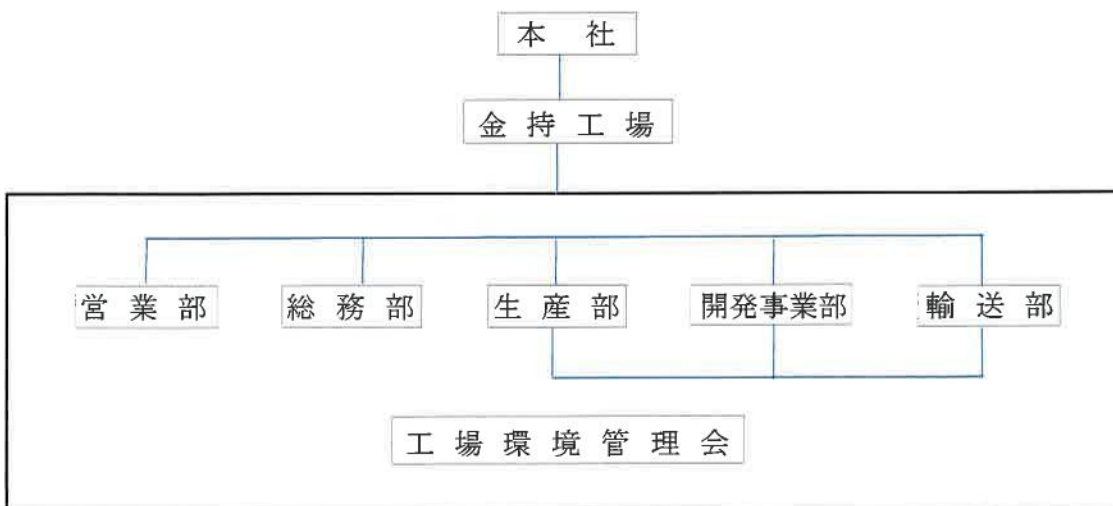 本社
金持工場
営業部 総務部 生産部 開発事業部 輸送部
工場環境管理会